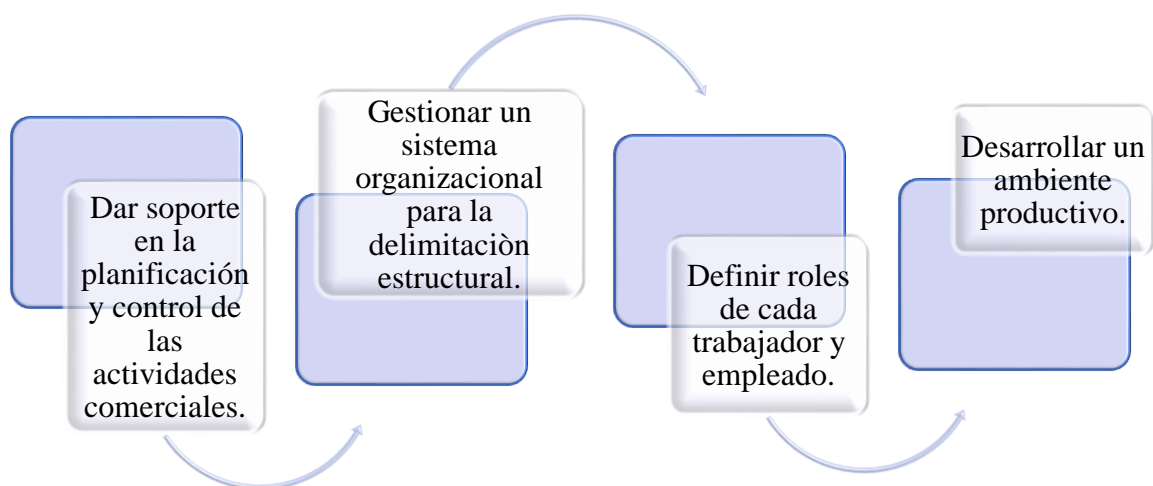 Dar soporte
en la
planificación
y control de
las
actividades
comerciales.
Gestionar un
sistema
organizacional
para la
delimitaciòn
estructural.
Definir roles
de cada
trabajador y
empleado.
Desarrollar un
ambiente
productivo.